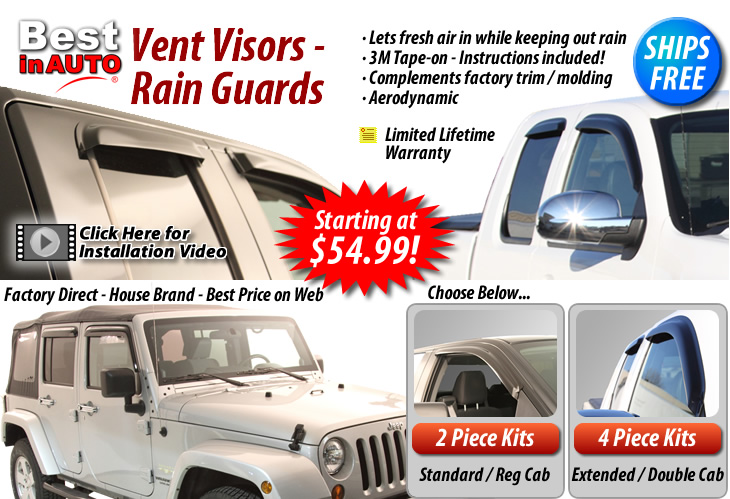 Best
in AUTO®
Vent Visors -
Rain Guards
· Lets fresh air in while keeping out rain
· 3M Tape-on - Instructions included!
· Complements factory trim / molding
· Aerodynamic
Limited Lifetime
Warranty
SHIPS
FREE
Click Here for
Installation Video
Starting at
$54.99!
Factory Direct - House Brand - Best Price on Web
Choose Below...
Jeep
2 Piece Kits
4 Piece Kits
Standard / Reg Cab
Extended / Double Cab